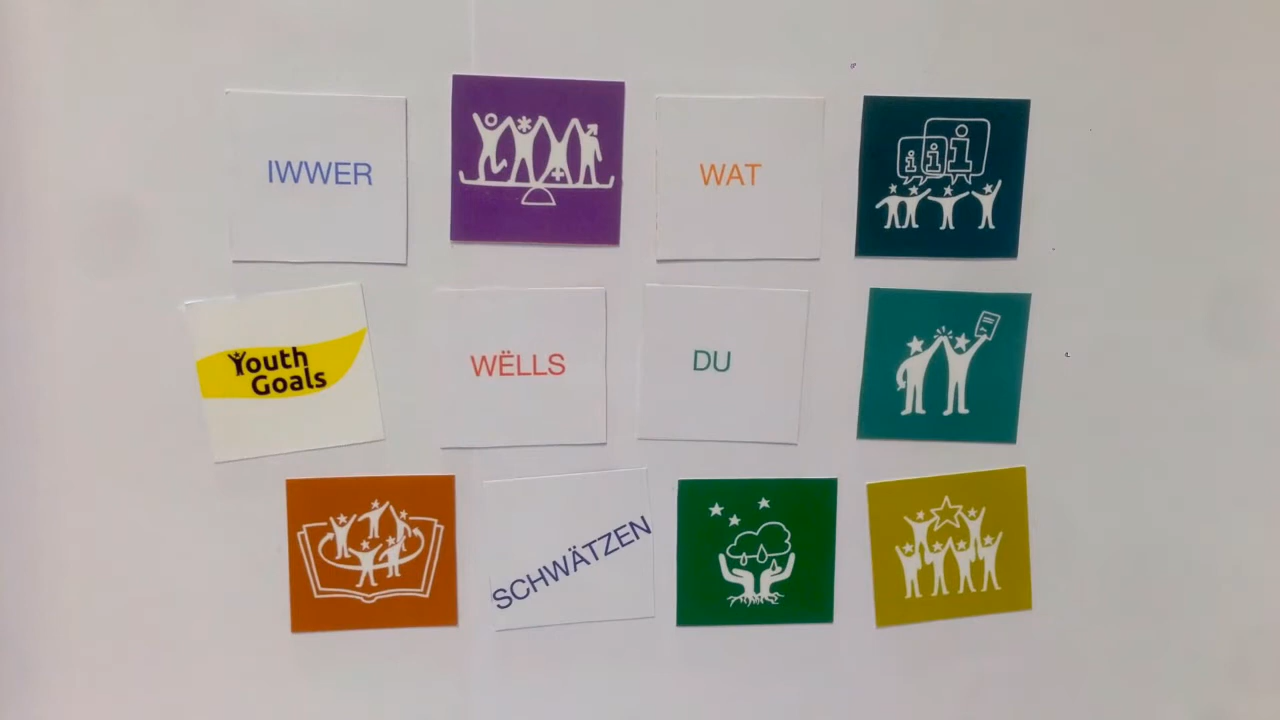 IWWER
WAT
i i i
Youth
Goals
WËLLS
DU
SCHWÄTZEN